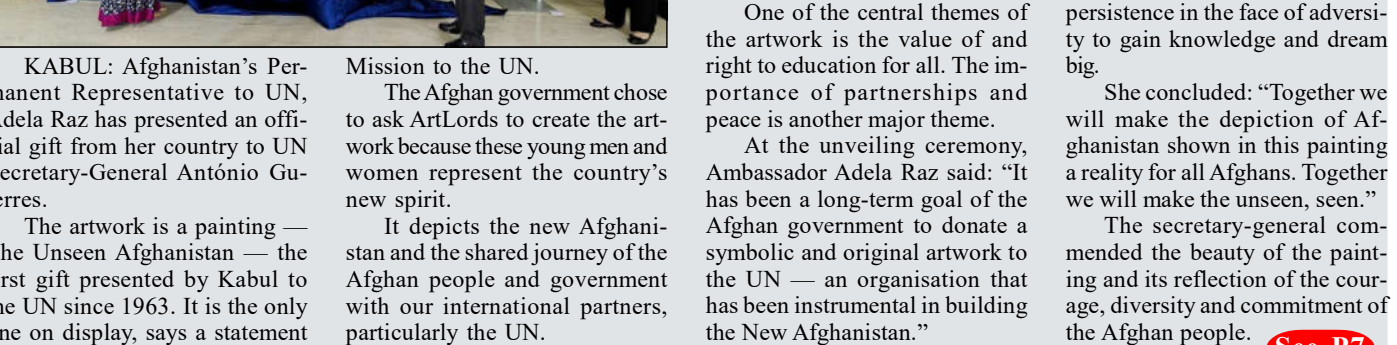 KABUL: Afghanistan’s Per-
manent Representative to UN,
Adela Raz has presented an offi-
cial gift from her country to UN
Secretary-General António Gu-
terres.
The artwork is a painting —
the Unseen Afghanistan — the
first gift presented by Kabul to
the UN since 1963. It is the only
one on display, says a statement
Mission to the UN.
The Afghan government chose
to ask ArtLords to create the art-
work because these young men and
women represent the country’s
new spirit.
It depicts the new Afghani-
stan and the shared journey of the
Afghan people and government
with our international partners,
particularly the UN.
One of the central themes of
the artwork is the value of and
right to education for all. The im-
portance of partnerships and
peace is another major theme.
At the unveiling ceremony,
Ambassador Adela Raz said: “It
has been a long-term goal of the
Afghan government to donate a
symbolic and original artwork to
the UN — an organisation that
has been instrumental in building
the New Afghanistan.”
persistence in the face of adversi-
ty to gain knowledge and dream
big.
She concluded: “Together we
will make the depiction of Af-
ghanistan shown in this painting
a reality for all Afghans. Together
we will make the unseen, seen.”
The secretary-general com-
mended the beauty of the paint-
ing and its reflection of the cour-
age, diversity and commitment of
the Afghan people.
See P7